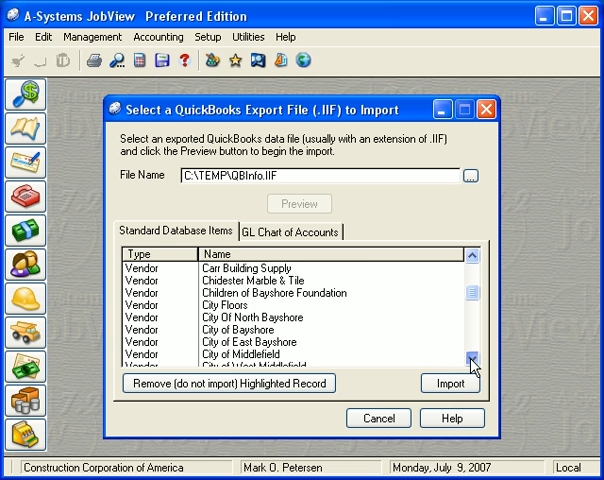 A-Systems JobView   Preferred Edition
File Edit Management Accounting Setup Utilities Help
Select a QuickBooks Export File (.IIF) to Import
Select an exported QuickBooks data file (usually with an extension of .IIF)
and click the Preview button to begin the import.
File Name C:\TEMP\QBInfo.IIF ...
Preview
Standard Database Items GL Chart of Accounts
Type Name
Vendor Carr Building Supply
Vendor Chidester Marble & Tile
Vendor Children of Bayshore Foundation
Vendor City Floors
Vendor City Of North Bayshore
Vendor City of Bayshore
Vendor City of East Bayshore
Vendor City of Middlefield
Vendor City of West Middlefield
Remove (do not import) Highlighted Record Import
Cancel Help
Construction Corporation of America Mark O. Petersen Monday, July 9, 2007 Local